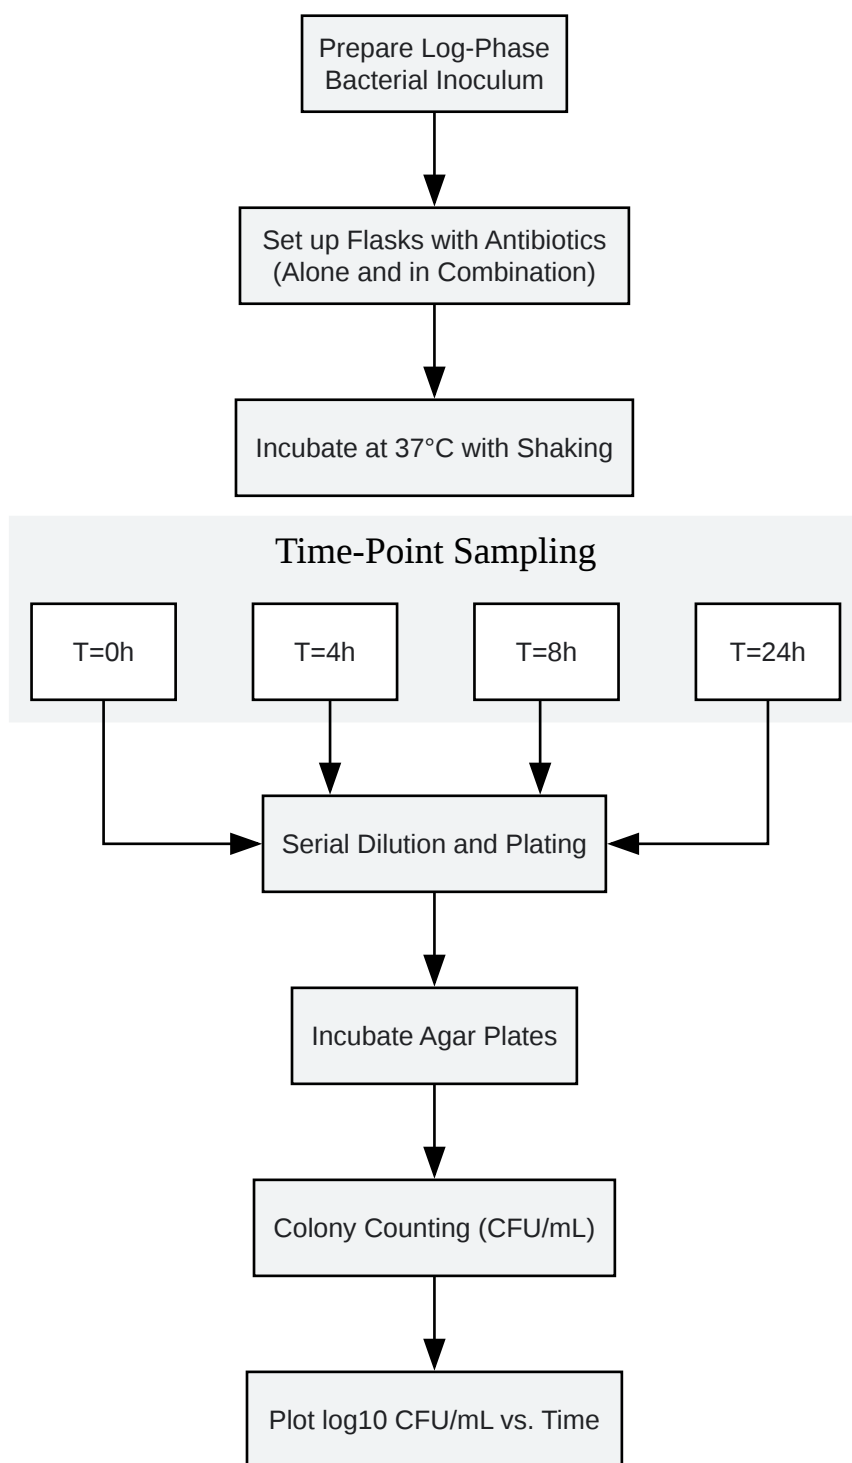 Prepare Log-Phase
Bacterial Inoculum
Set up Flasks with Antibiotics
(Alone and in Combination)
Incubate at 37°C with Shaking
Time-Point Sampling
T=0h
T=4h
T=8h
T=24h
Serial Dilution and Plating
Incubate Agar Plates
Colony Counting (CFU/mL)
Plot log10 CFU/mL vs. Time